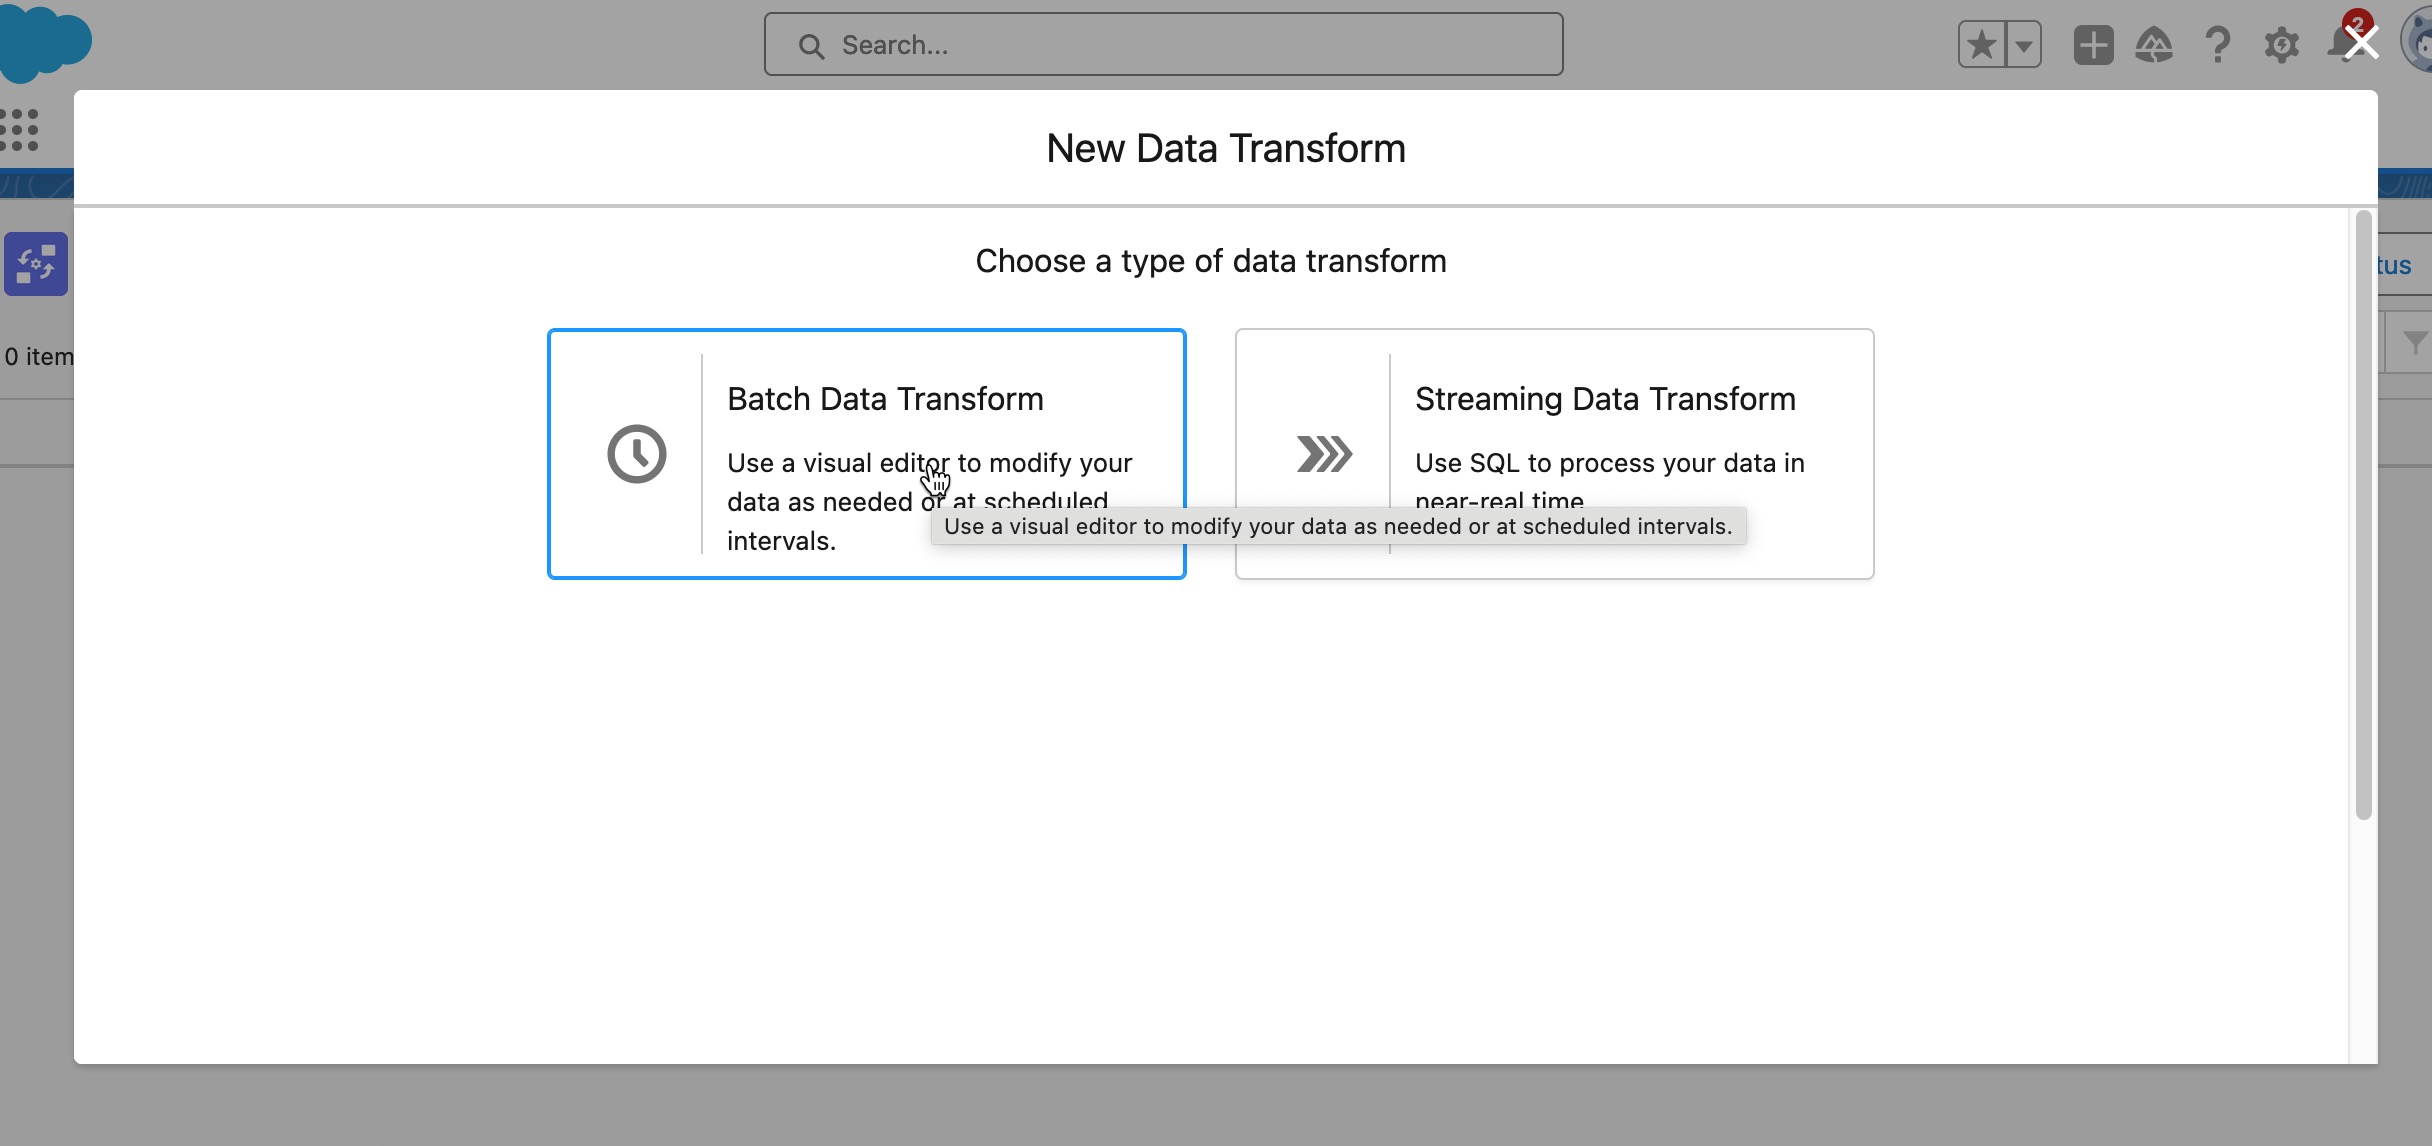 Search...
2
New Data Transform
Choose a type of data transform
tus
0 item
Batch Data Transform
Use a visual editor to modify your
data as needed or at scheduled
intervals.
Streaming Data Transform
Use SQL to process your data in
near-real time
Use a visual editor to modify your data as needed or at scheduled intervals.